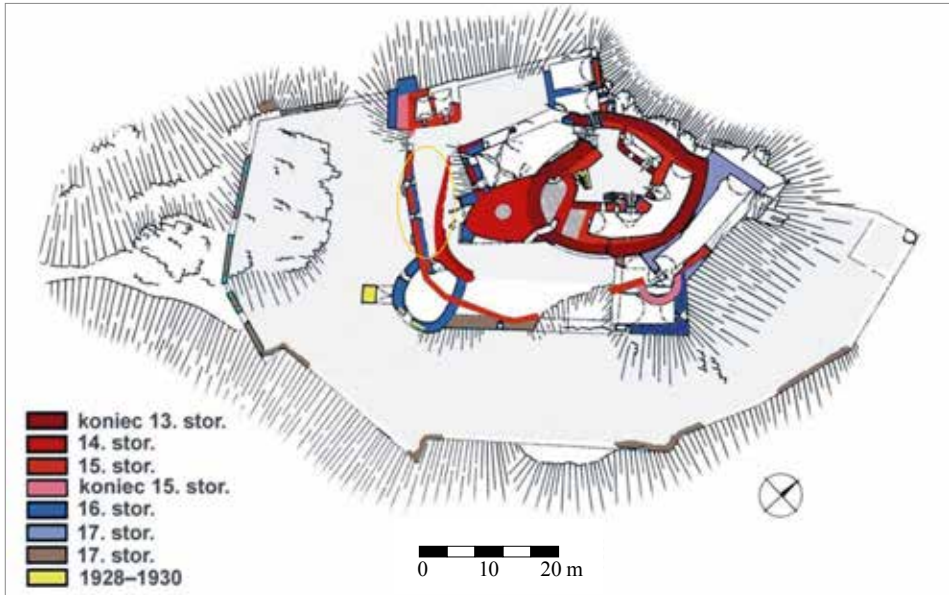 koniec 13. stor.
14. stor.
15. stor.
koniec 15. stor.
16. stor.
17. stor.
17. stor.
1928–1930
0 10 20 m